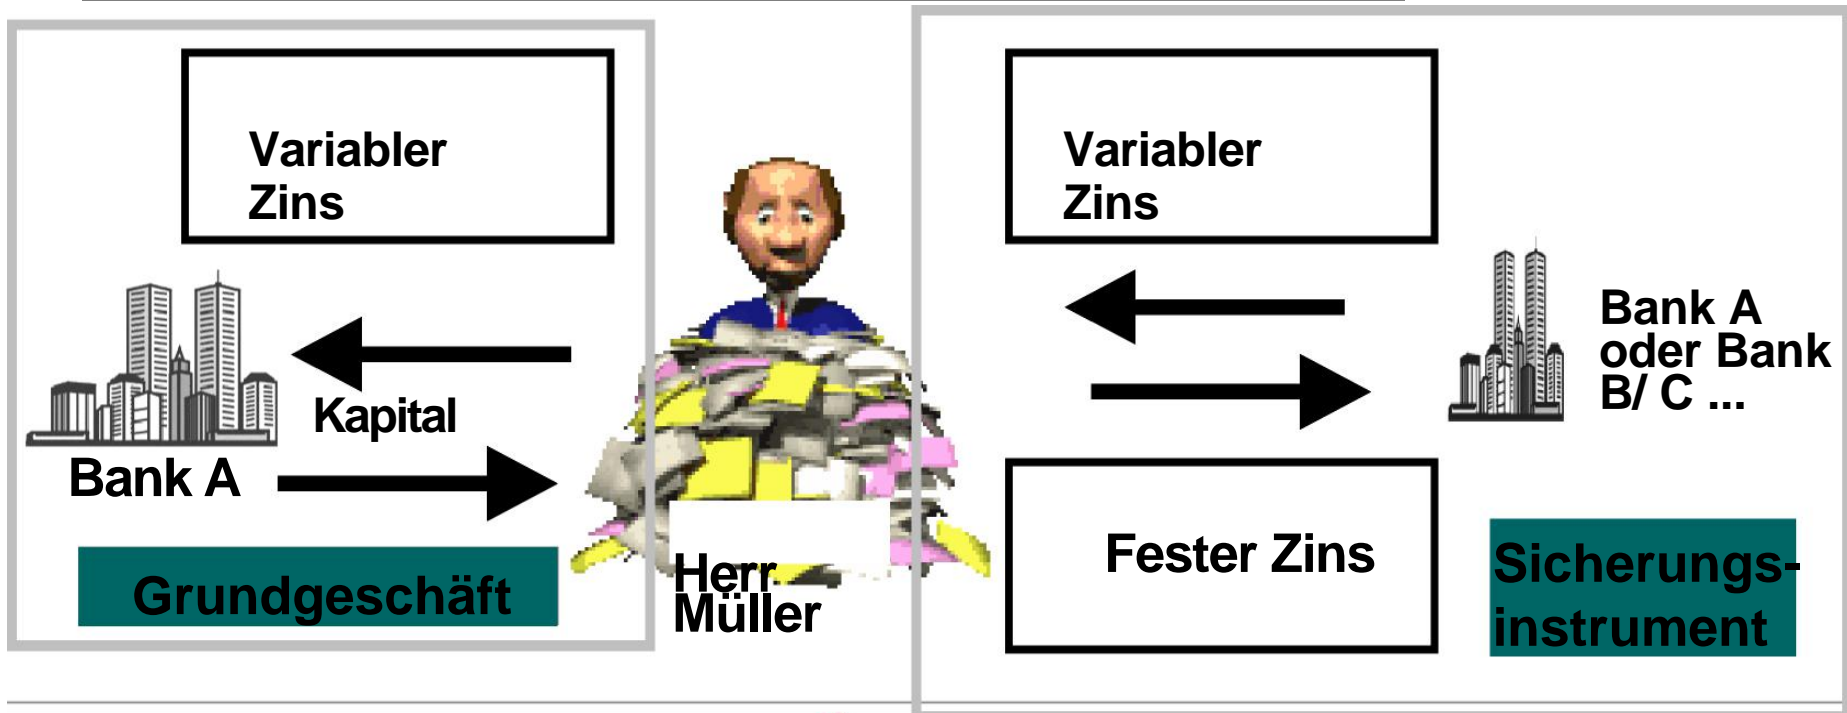 Variabler
Zins
Kapital
Bank A
Grundgeschäft
Herr
Müller
Variabler
Zins
Bank A
oder Bank
B/ C ...
Fester Zins
Sicherungs-
instrument